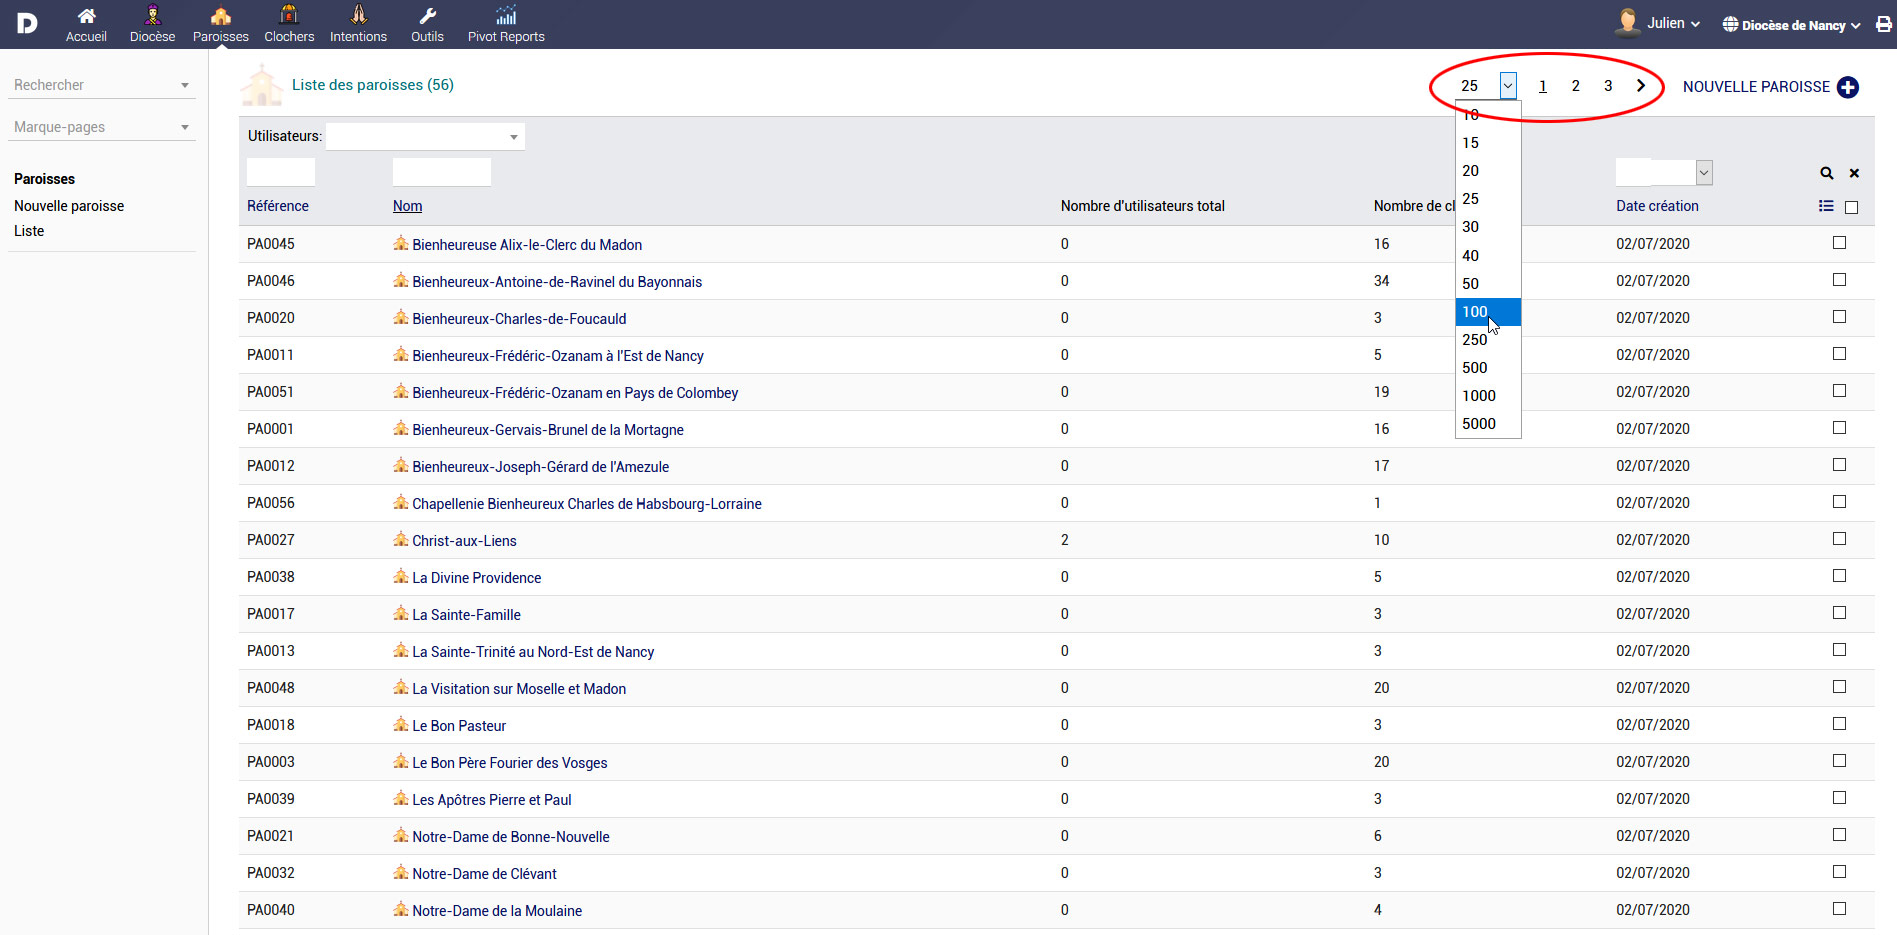 D
Accueil Diocèse Paroisses Clochers Intentions Outils Pivot Reports Julien Diocèse de Nancy
Rechercher
Marque-pages
Paroisses
Nouvelle paroisse
Liste
Liste des paroisses (56) 25 1 2 3 NOUVELLE PAROISSE
10
15
20
25
30
40
50
100
250
500
1000
5000
Utilisateurs:
Référence Nom Nombre d'utilisateurs total Nombre de cl Date création
PA0045 Bienheureuse Alix-le-Clerc du Madon 0 16 02/07/2020
PA0046 Bienheureux-Antoine-de-Ravinel du Bayonnais 0 34 02/07/2020
PA0020 Bienheureux-Charles-de-Foucauld 0 3 02/07/2020
PA0011 Bienheureux-Frédéric-Ozanam à l'Est de Nancy 0 5 02/07/2020
PA0051 Bienheureux-Frédéric-Ozanam en Pays de Colombey 0 19 02/07/2020
PA0001 Bienheureux-Gervais-Brunel de la Mortagne 0 16 02/07/2020
PA0012 Bienheureux-Joseph-Gérard de l'Amezule 0 17 02/07/2020
PA0056 Chapellenie Bienheureux Charles de Habsbourg-Lorraine 0 1 02/07/2020
PA0027 Christ-aux-Liens 2 10 02/07/2020
PA0038 La Divine Providence 0 5 02/07/2020
PA0017 La Sainte-Famille 0 3 02/07/2020
PA0013 La Sainte-Trinité au Nord-Est de Nancy 0 3 02/07/2020
PA0048 La Visitation sur Moselle et Madon 0 20 02/07/2020
PA0018 Le Bon Pasteur 0 3 02/07/2020
PA0003 Le Bon Père Fourier des Vosges 0 20 02/07/2020
PA0039 Les Apôtres Pierre et Paul 0 3 02/07/2020
PA0021 Notre-Dame de Bonne-Nouvelle 0 6 02/07/2020
PA0032 Notre-Dame de Clévant 0 3 02/07/2020
PA0040 Notre-Dame de la Moulaine 0 4 02/07/2020